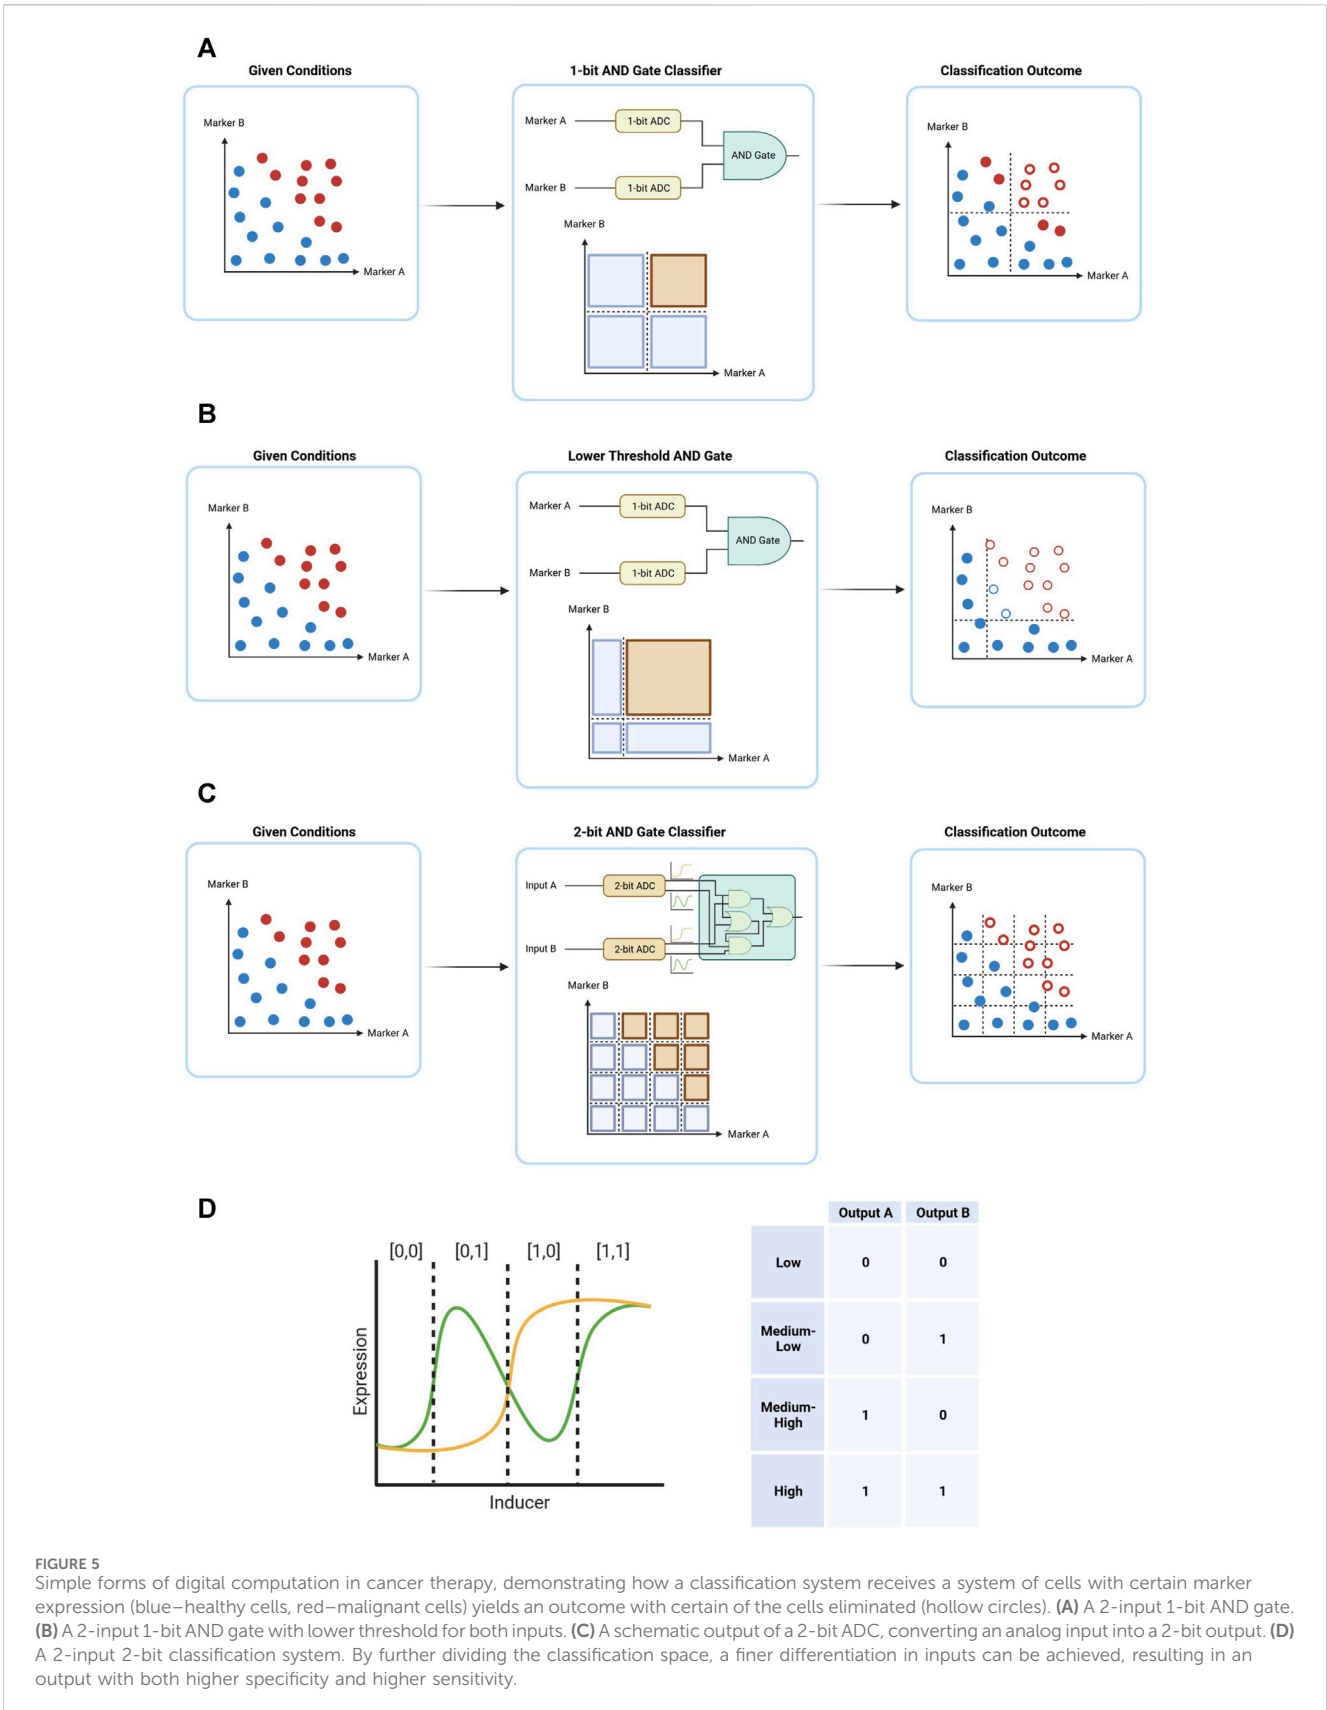 A
Given Conditions
1-bit AND Gate Classifier
Classification Outcome
Marker B
Marker A
Marker A
1-bit ADC
AND Gate
Marker B
1-bit ADC
Marker B
Marker A
Marker B
Marker A
B
Given Conditions
Lower Threshold AND Gate
Classification Outcome
Marker B
Marker A
Marker A
1-bit ADC
AND Gate
Marker B
1-bit ADC
Marker B
Marker A
Marker B
Marker A
C
Given Conditions
2-bit AND Gate Classifier
Classification Outcome
Marker B
Marker A
Input A
2-bit ADC
Input B
2-bit ADC
Marker B
Marker A
Marker B
Marker A
D
[0,0] [0,1] [1,0] [1,1]
Expression
Inducer
Output A Output B
Low 0 0
Medium-
Low 0 1
Medium-
High 1 0
High 1 1
FIGURE 5
Simple forms of digital computation in cancer therapy, demonstrating how a classification system receives a system of cells with certain marker
expression (blue–healthy cells, red–malignant cells) yields an outcome with certain of the cells eliminated (hollow circles). (A) A 2-input 1-bit AND gate.
(B) A 2-input 1-bit AND gate with lower threshold for both inputs. (C) A schematic output of a 2-bit ADC, converting an analog input into a 2-bit output. (D)
A 2-input 2-bit classification system. By further dividing the classification space, a finer differentiation in inputs can be achieved, resulting in an
output with both higher specificity and higher sensitivity.